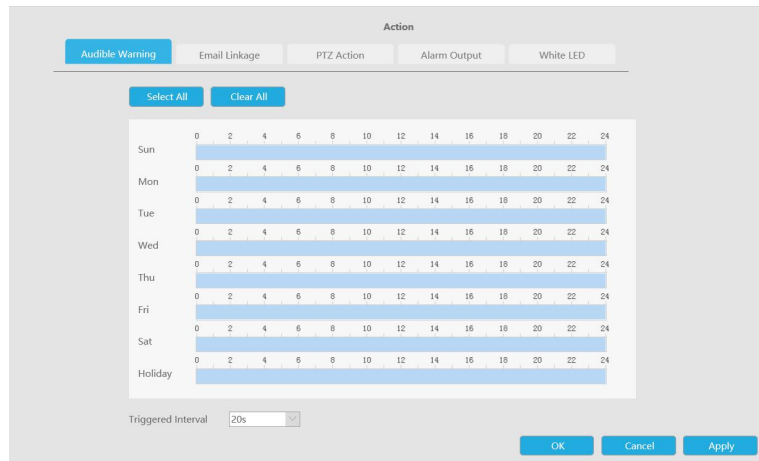 Action
Audible Warning Email Linkage PTZ Action Alarm Output White LED
Select All Clear All
0 2 4 6 8 10 12 14 16 18 20 22 24
Sun
0 2 4 6 8 10 12 14 16 18 20 22 24
Mon
0 2 4 6 8 10 12 14 16 18 20 22 24
Tue
0 2 4 6 8 10 12 14 16 18 20 22 24
Wed
0 2 4 6 8 10 12 14 16 18 20 22 24
Thu
0 2 4 6 8 10 12 14 16 18 20 22 24
Fri
0 2 4 6 8 10 12 14 16 18 20 22 24
Sat
0 2 4 6 8 10 12 14 16 18 20 22 24
Holiday
Triggered Interval 20s
OK Cancel Apply